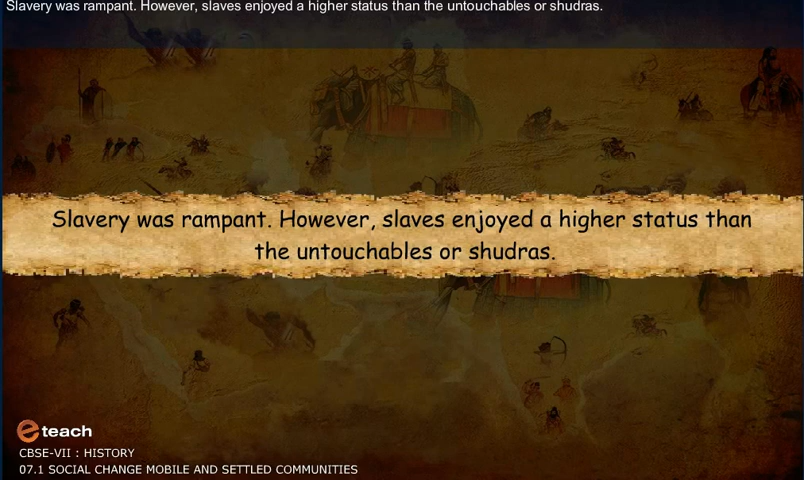 Slavery was rampant. However, slaves enjoyed a higher status than the untouchables or shudras.
Slavery was rampant. However, slaves enjoyed a higher status than
the untouchables or shudras.
e teach
CBSE-VII : HISTORY
07.1 SOCIAL CHANGE MOBILE AND SETTLED COMMUNITIES